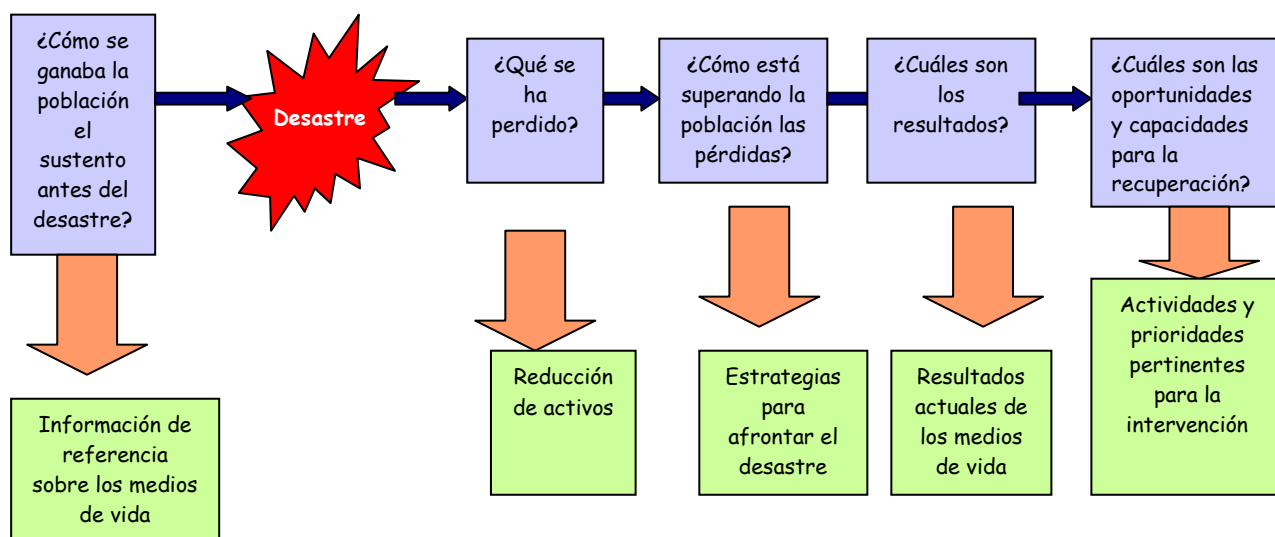 ¿Cómo se
ganaba la
población
el
sustento
antes del
desastre?
Desastre
¿Qué se
ha
perdido?
¿Cómo está
superando la
población las
pérdidas?
¿Cuáles son
los
resultados?
¿Cuáles son las
oportunidades
y capacidades
para la
recuperación?
Información de
referencia
sobre los medios
de vida
Reducción
de activos
Estrategias
para
afrontar el
desastre
Resultados
actuales de
los medios
de vida
Actividades y
prioridades
pertinentes
para la
intervención